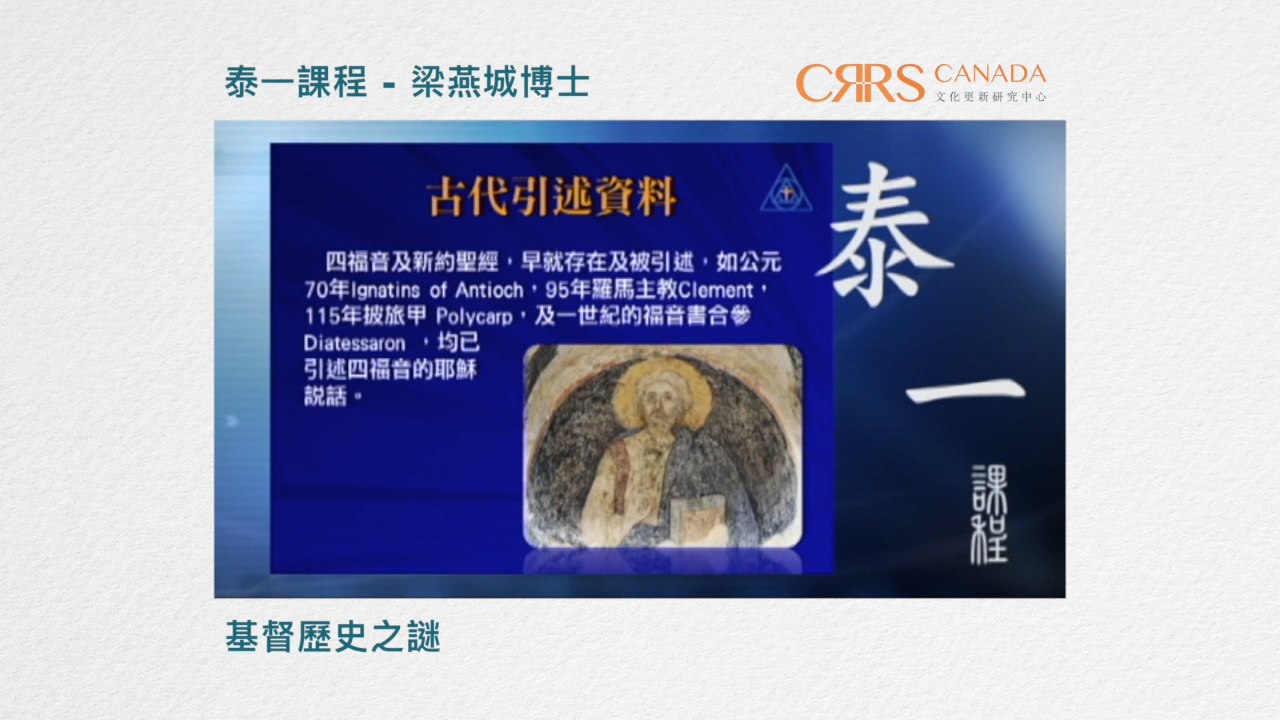 泰一課程 - 梁燕城博士
CRRS CANADA
文化更新研究中心
古代引述資料
四福音及新約聖經，早就存在及被引述，如公元
70年Ignatins of Antioch，95年羅馬主教Clement，
115年披旅甲 Polycarp，及一世紀的福音書合參
Diatessaron ，均已
引述四福音的耶穌
說話。
泰
一
課
程
基督歷史之謎